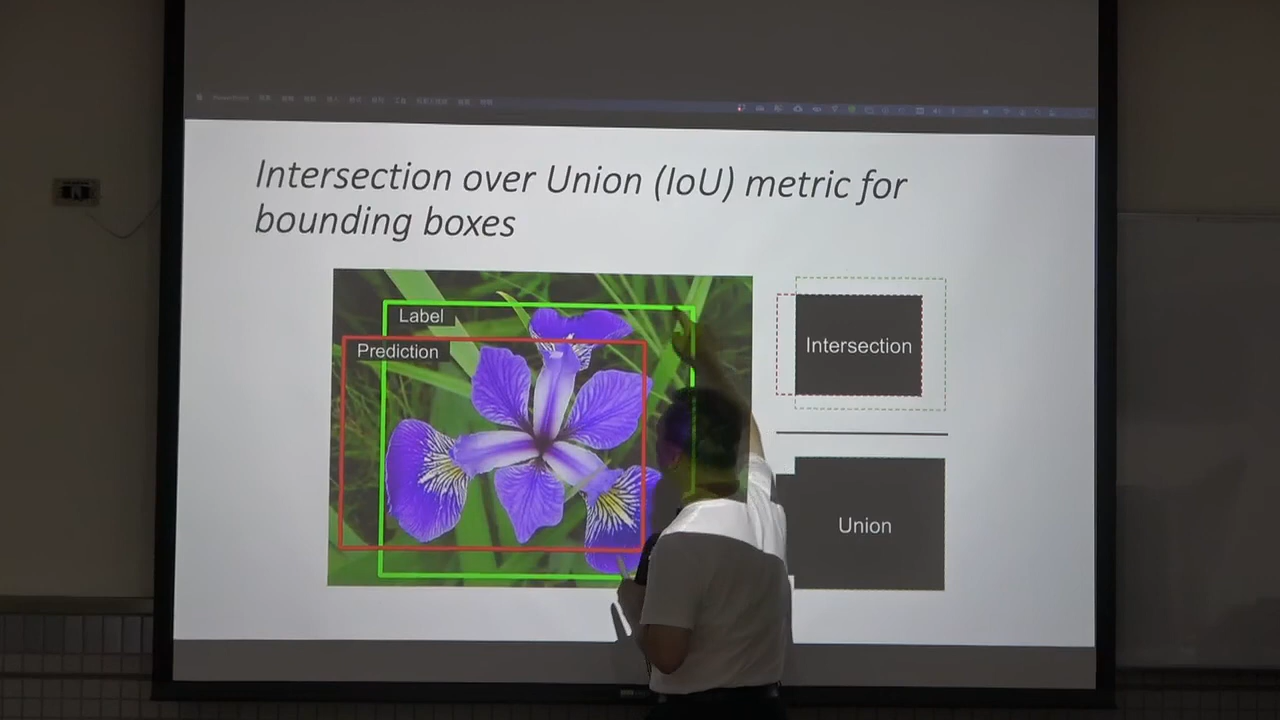 Intersection over Union (IoU) metric for
bounding boxes
Label
Prediction
Intersection
Union